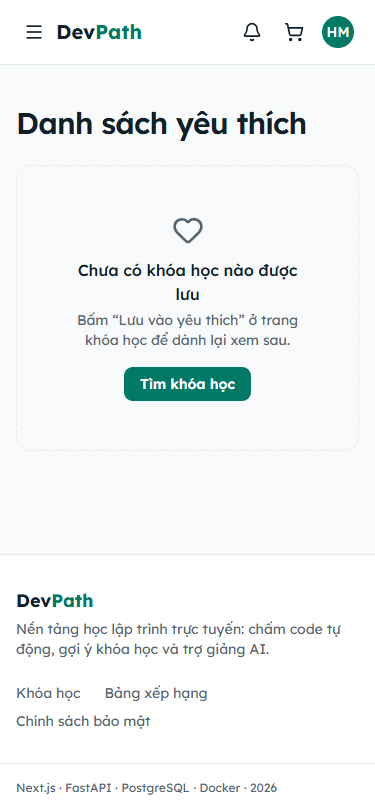 DevPath
HM
Danh sách yêu thích
Chưa có khóa học nào được
lưu
Bấm “Lưu vào yêu thích” ở trang
khóa học để dành lại xem sau.
Tìm khóa học
DevPath
Nền tảng học lập trình trực tuyến: chấm code tự
động, gợi ý khóa học và trợ giảng AI.
Khóa học Bảng xếp hạng
Chính sách bảo mật
Next.js · FastAPI · PostgreSQL · Docker · 2026